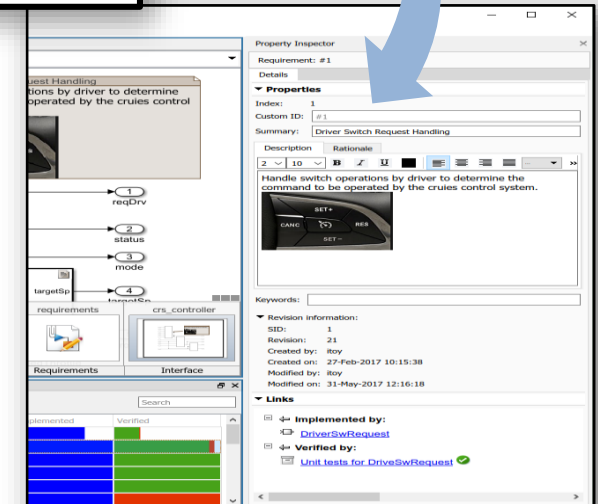 Property Inspector
Requirement: #1
Details
Properties
Index: 1
Custom ID: #1
Summary: Driver Switch Request Handling
Description Rationale
2 10 B I U
Handle switch operations by driver to determine the
command to be operated by the cruies control system.
SET+
CANC RES
SET-
Keywords:
Revision information:
SID: 1
Revision: 21
Created by: itoy
Created on: 27-Feb-2017 10:15:38
Modified by: itoy
Modified on: 31-May-2017 12:16:18
Links
Implemented by:
DriverSwRequest
Verified by:
Unit tests for DriveSwRequest
uest Handling
tions by driver to determine
operated by the cruies control
1
reqDrv
2
status
3
mode
targetSp
4
targetSp
requirements crs_controller
Requirements Interface
Search
plemented Verified